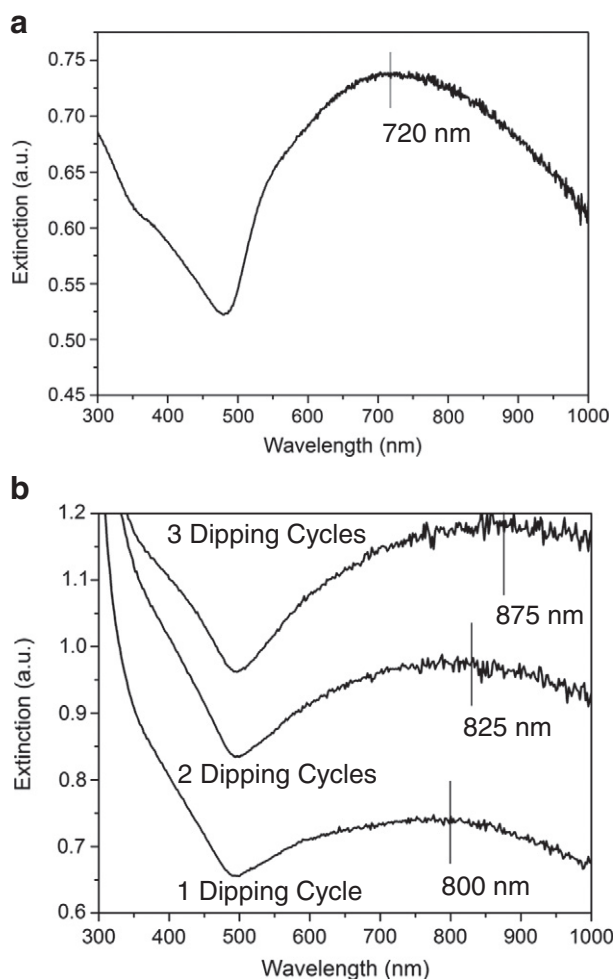 a
Extinction (a.u.)
0.75
0.70
0.65
0.60
0.55
0.50
0.45
720 nm
300 400 500 600 700 800 900 1000
Wavelength (nm)
b
Extinction (a.u.)
1.2
1.1
1.0
0.9
0.8
0.7
0.6
3 Dipping Cycles
875 nm
825 nm
2 Dipping Cycles
1 Dipping Cycle
800 nm
300 400 500 600 700 800 900 1000
Wavelength (nm)